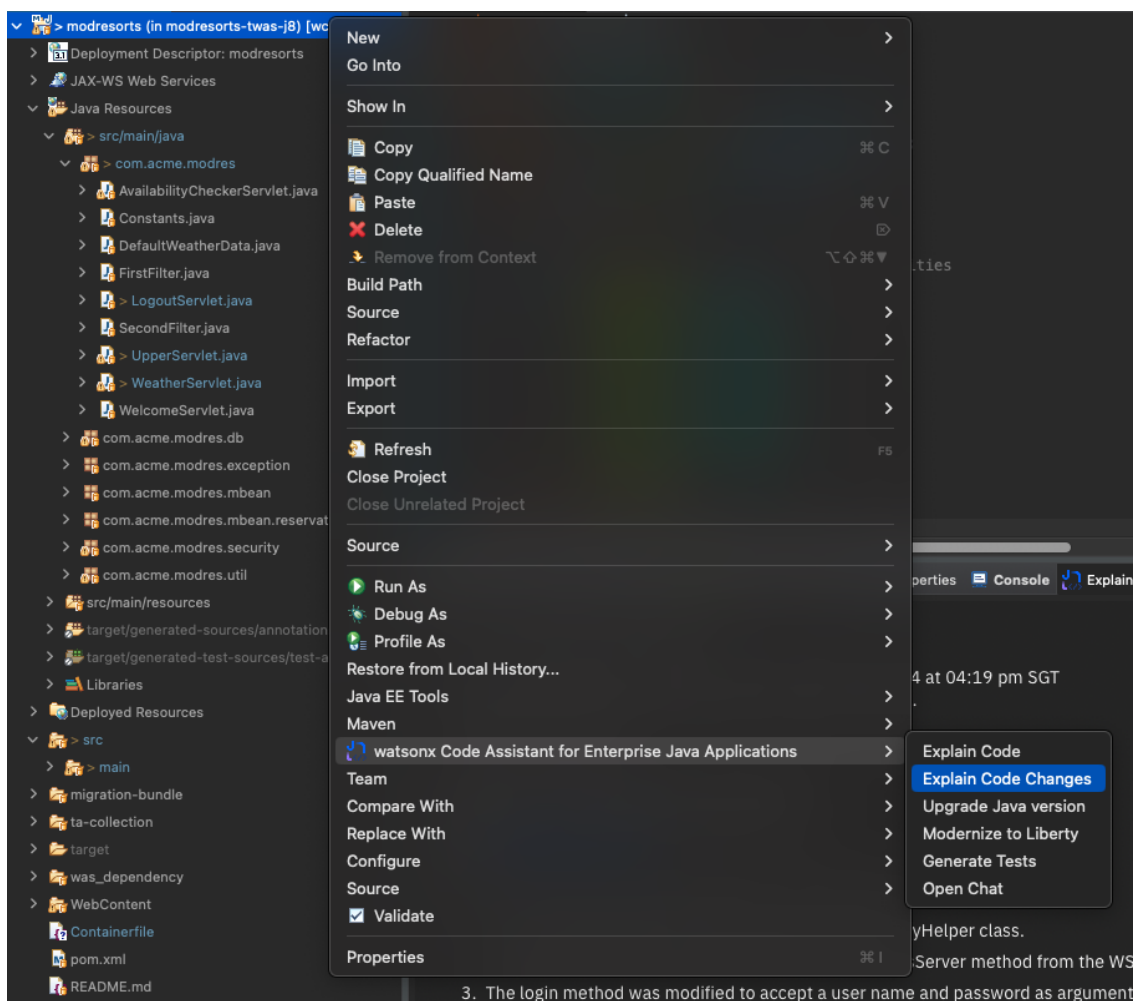 > modresorts (in modresorts-twas-j8) [wc
Deployment Descriptor: modresorts
JAX-WS Web Services
Java Resources
> src/main/java
> com.acme.modres
AvailabilityCheckerServlet.java
Constants.java
DefaultWeatherData.java
FirstFilter.java
> LogoutServlet.java
SecondFilter.java
> UpperServlet.java
> WeatherServlet.java
WelcomeServlet.java
com.acme.modres.db
com.acme.modres.exception
com.acme.modres.mbean
com.acme.modres.mbean.reservat
com.acme.modres.security
com.acme.modres.util
src/main/resources
target/generated-sources/annotation
target/generated-test-sources/test-a
Libraries
Deployed Resources
> src
> main
migration-bundle
ta-collection
target
was_dependency
WebContent
Containerfile
pom.xml
README.md
New
Go Into
Show In
Copy ⌘ C
Copy Qualified Name
Paste ⌘ V
Delete ⌦
Remove from Context ⌥⇧⌘▼
Build Path
Source
Refactor
Import
Export
Refresh F5
Close Project
Close Unrelated Project
Source
Run As
Debug As
Profile As
Restore from Local History...
Java EE Tools
Maven
watsonx Code Assistant for Enterprise Java Applications
Team
Compare With
Replace With
Configure
Source
Validate
Properties ⌘ I
Explain Code
Explain Code Changes
Upgrade Java version
Modernize to Liberty
Generate Tests
Open Chat
.ties
perties Console Explain
4 at 04:19 pm SGT
.
yHelper class.
sServer method from the WS
3. The login method was modified to accept a user name and password as argument